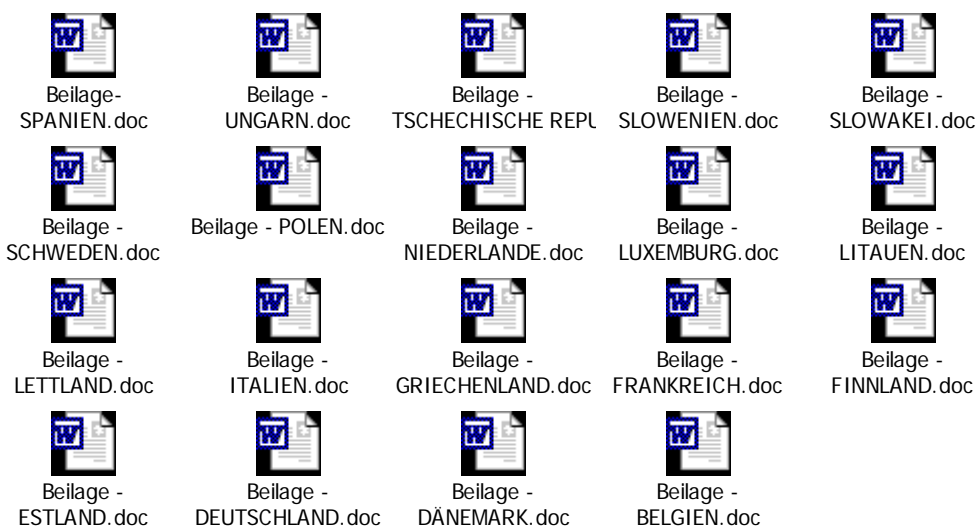 Beilage-
SPANIEN.doc
Beilage -
UNGARN.doc
Beilage -
TSCHECHISCHE REPU
Beilage -
SLOWENIEN.doc
Beilage -
SLOWAKEI.doc
Beilage -
SCHWEDEN.doc
Beilage - POLEN.doc
Beilage -
NIEDERLANDE.doc
Beilage -
LUXEMBURG.doc
Beilage -
LITAUEN.doc
Beilage -
LETTLAND.doc
Beilage -
ITALIEN.doc
Beilage -
GRIECHENLAND.doc
Beilage -
FRANKREICH.doc
Beilage -
FINNLAND.doc
Beilage -
ESTLAND.doc
Beilage -
DEUTSCHLAND.doc
Beilage -
DÄNEMARK.doc
Beilage -
BELGIEN.doc